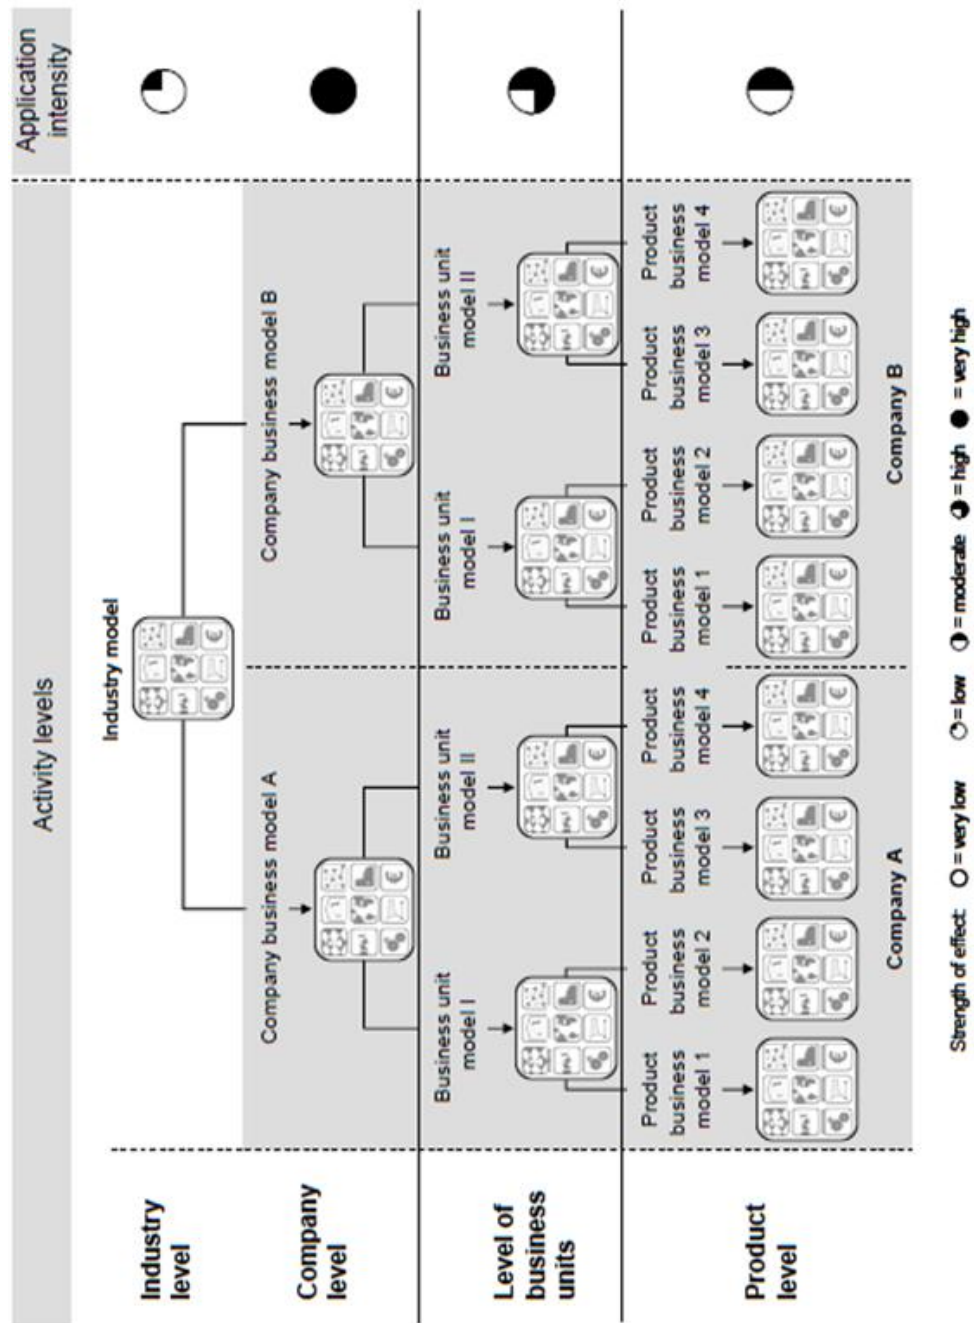 Activity levels
Application
intensity
Industry
level
Industry model
Company
level
Company business model A
Company business model B
Level of
business
units
Business unit
model I
Business unit
model II
Business unit
model I
Business unit
model II
Product
level
Product
business
model 1
Product
business
model 2
Product
business
model 3
Product
business
model 4
Product
business
model 1
Product
business
model 2
Product
business
model 3
Product
business
model 4
Company A
Company B
Strength of effect: = very low = low = moderate = high = very high